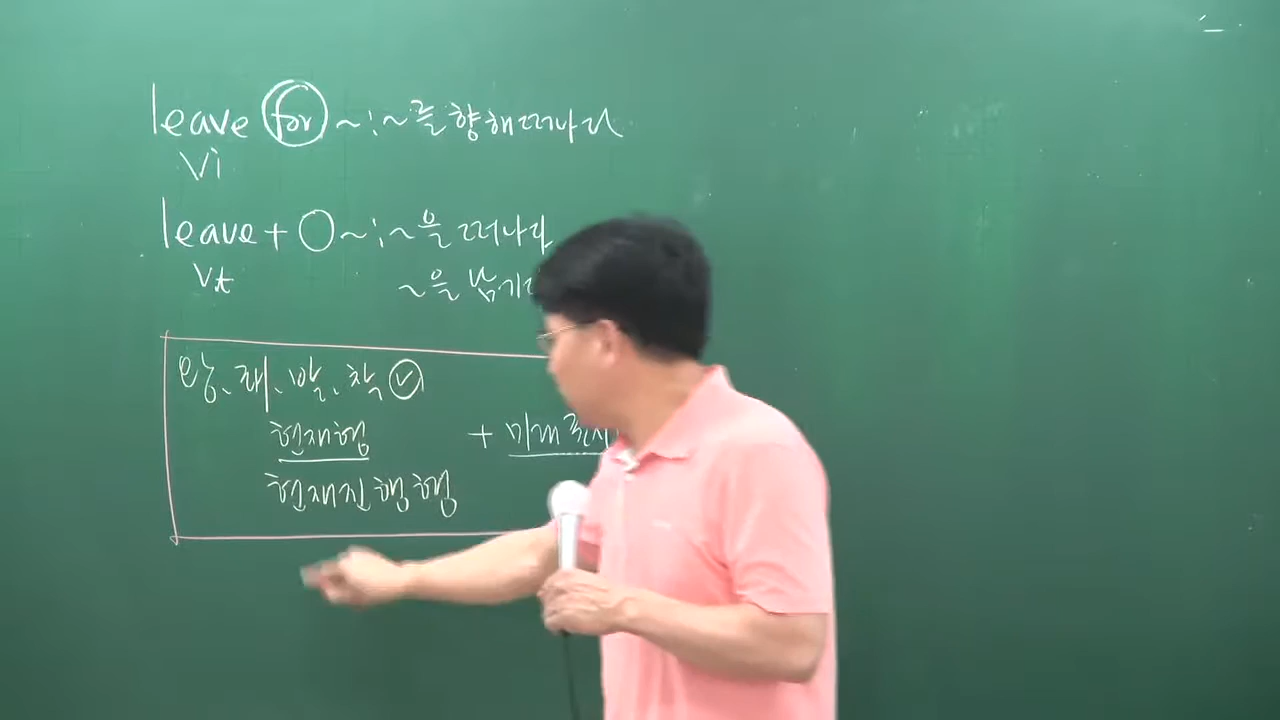 leave for ~ : ~를 향해 떠나다
Vi
leave + O ~ : ~을 떠나다
Vt ~을 남기
왕, 래, 발, 착 ✓
현재형 + 미래
현재진행형